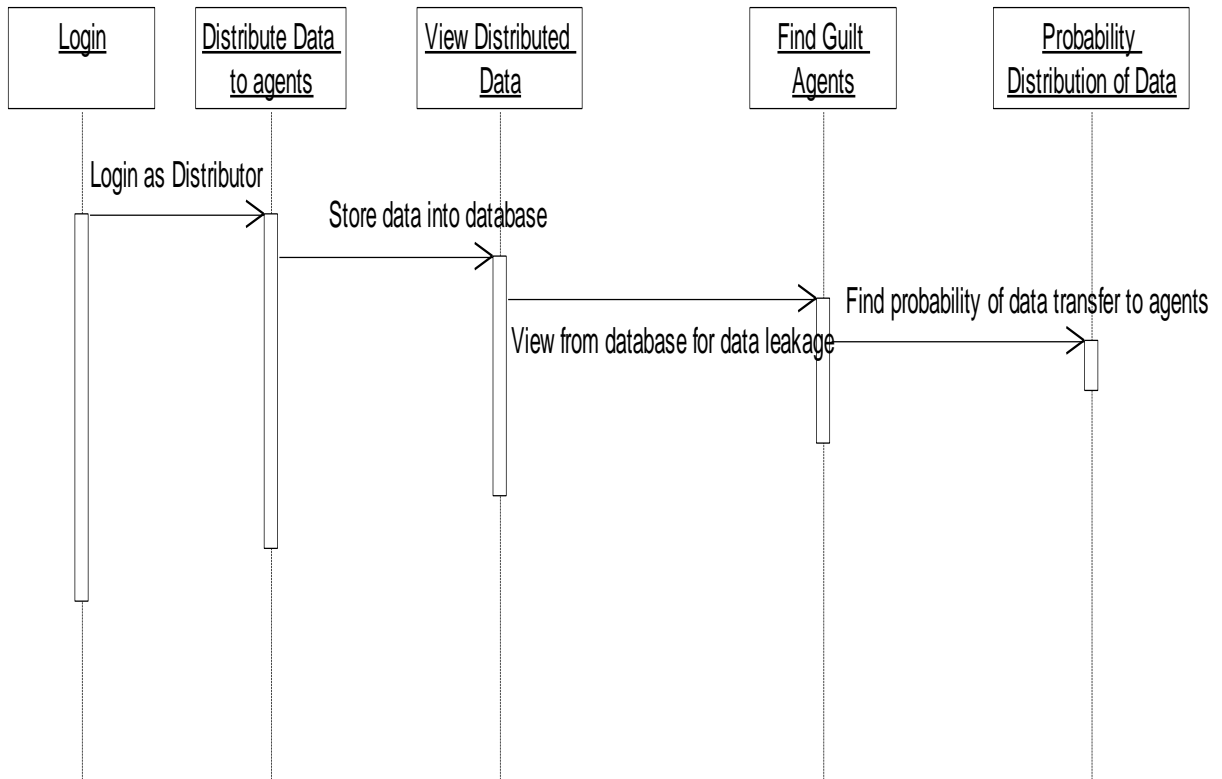 Login
Distribute Data
to agents
View Distributed
Data
Find Guilt
Agents
Probability
Distribution of Data
Login as Distributor
Store data into database
Find probability of data transfer to agents
View from database for data leakage